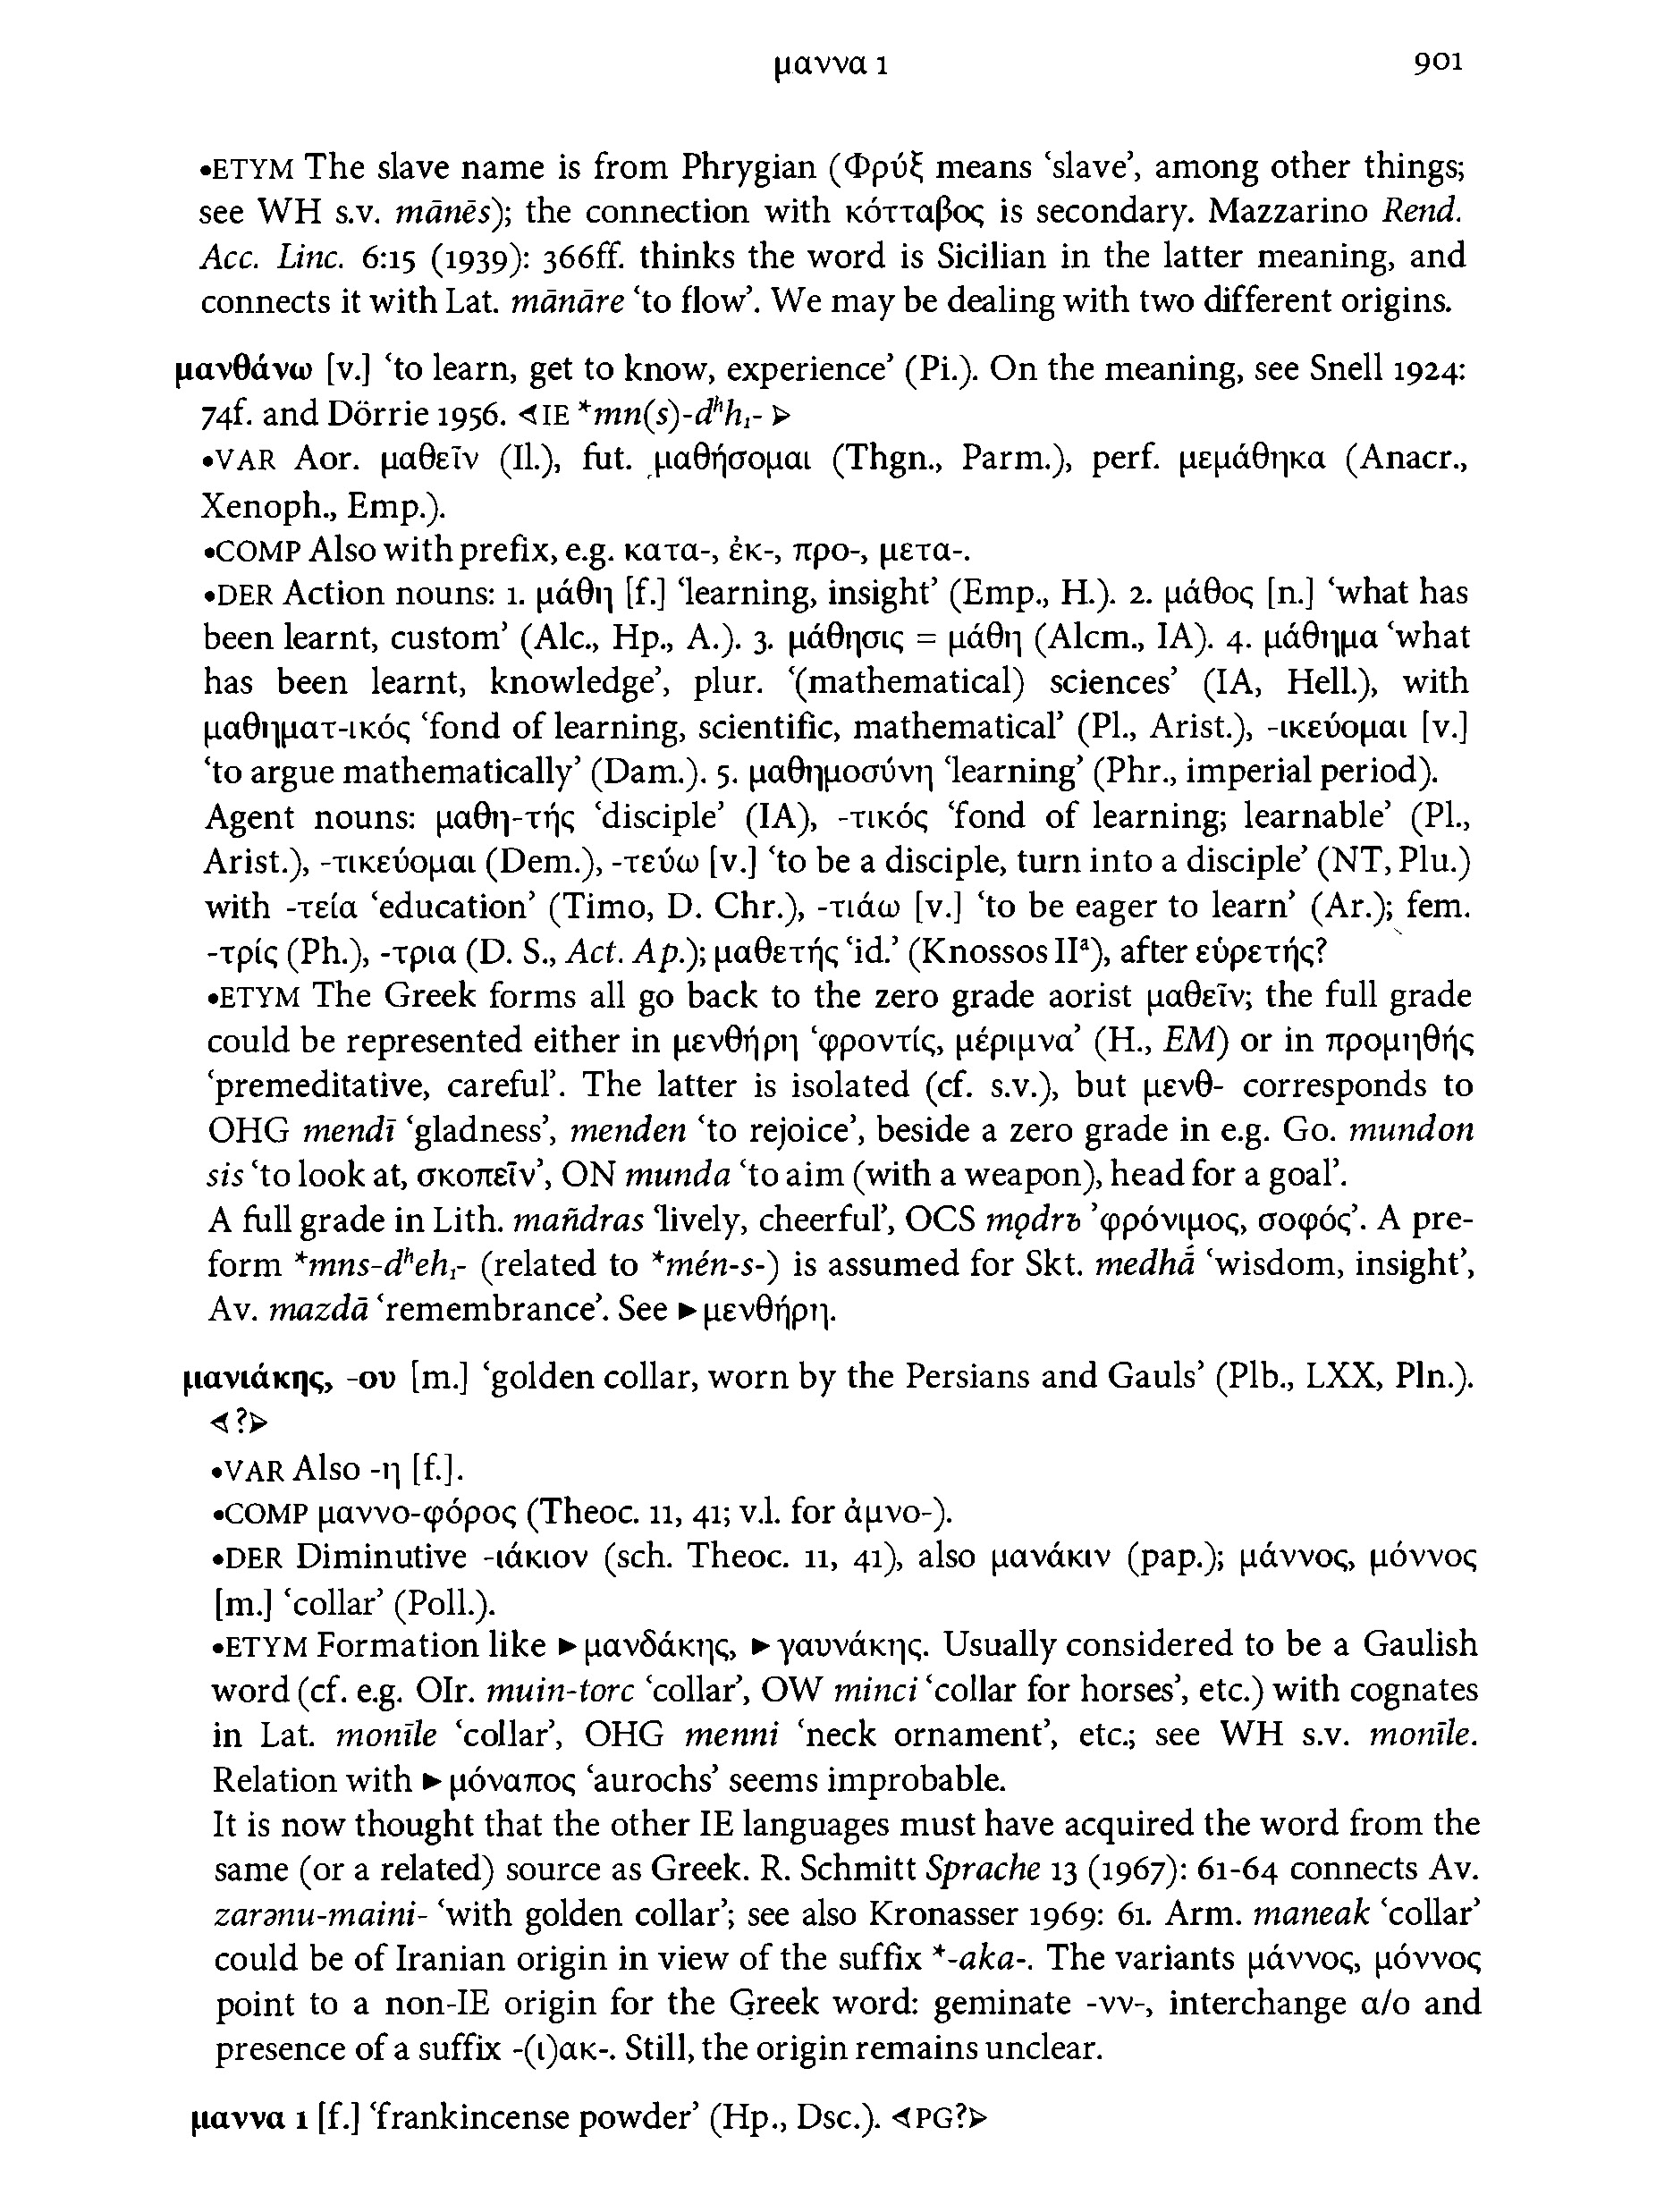 μαννα 1 901
•ETYM The slave name is from Phrygian (Φρύξ means ‘slave’, among other things;
see WH s.v. mānēs); the connection with κότταβος is secondary. Mazzarino Rend.
Acc. Linc. 6:15 (1939): 366ff. thinks the word is Sicilian in the latter meaning, and
connects it with Lat. mānāre ‘to flow’. We may be dealing with two different origins.
μανθάνω [v.] ‘to learn, get to know, experience’ (Pi.). On the meaning, see Snell 1924:
74f. and Dörrie 1956. ◁IE *mn(s)-dʰh₁- ▷
•VAR Aor. μαθεῖν (Il.), fut. μαθήσομαι (Thgn., Parm.), perf. μεμάθηκα (Anacr.,
Xenoph., Emp.).
•COMP Also with prefix, e.g. κατα-, ἐκ-, προ-, μετα-.
•DER Action nouns: 1. μάθη [f.] ‘learning, insight’ (Emp., H.). 2. μάθος [n.] ‘what has
been learnt, custom’ (Alc., Hp., A.). 3. μάθησις = μάθη (Alcm., IA). 4. μάθημα ‘what
has been learnt, knowledge’, plur. ‘(mathematical) sciences’ (IA, Hell.), with
μαθηματ-ικός ‘fond of learning, scientific, mathematical’ (Pl., Arist.), -ικεύομαι [v.]
‘to argue mathematically’ (Dam.). 5. μαθημοσύνη ‘learning’ (Phr., imperial period).
Agent nouns: μαθη-τής ‘disciple’ (IA), -τικός ‘fond of learning; learnable’ (Pl.,
Arist.), -τικεύομαι (Dem.), -τεύω [v.] ‘to be a disciple, turn into a disciple’ (NT, Plu.)
with -τεία ‘education’ (Timo, D. Chr.), -τιάω [v.] ‘to be eager to learn’ (Ar.); fem.
-τρίς (Ph.), -τρια (D. S., Act. Ap.); μαθετής ‘id.’ (Knossos IIᵃ), after εὑρετής?
•ETYM The Greek forms all go back to the zero grade aorist μαθεῖν; the full grade
could be represented either in μενθήρη ‘φροντίς, μέριμνα’ (H., EM) or in προμηθής
‘premeditative, careful’. The latter is isolated (cf. s.v.), but μενθ- corresponds to
OHG mendī ‘gladness’, menden ‘to rejoice’, beside a zero grade in e.g. Go. mundon
sis ‘to look at, σκοπεῖν’, ON munda ‘to aim (with a weapon), head for a goal’.
A full grade in Lith. mañdras ‘lively, cheerful’, OCS mǫdrъ ’φρόνιμος, σοφός’. A pre-
form *mns-dʰeh₁- (related to *mén-s-) is assumed for Skt. medhā́ ‘wisdom, insight’,
Av. mazdā ‘remembrance’. See ►μενθήρη.
μανιάκης, -ου [m.] ‘golden collar, worn by the Persians and Gauls’ (Plb., LXX, Pln.).
◁?▷
•VAR Also -η [f.].
•COMP μαννο-φόρος (Theoc. 11, 41; v.l. for ἀμνο-).
•DER Diminutive -ιάκιον (sch. Theoc. 11, 41), also μανάκιν (pap.); μάννος, μόννος
[m.] ‘collar’ (Poll.).
•ETYM Formation like ►μανδάκης, ►γαυνάκης. Usually considered to be a Gaulish
word (cf. e.g. OIr. muin-torc ‘collar’, OW minci ‘collar for horses’, etc.) with cognates
in Lat. monīle ‘collar’, OHG menni ‘neck ornament’, etc.; see WH s.v. monīle.
Relation with ►μόναπος ‘aurochs’ seems improbable.
It is now thought that the other IE languages must have acquired the word from the
same (or a related) source as Greek. R. Schmitt Sprache 13 (1967): 61-64 connects Av.
zarənu-maini- ‘with golden collar’; see also Kronasser 1969: 61. Arm. maneak ‘collar’
could be of Iranian origin in view of the suffix *-aka-. The variants μάννος, μόννος
point to a non-IE origin for the Greek word: geminate -νν-, interchange α/ο and
presence of a suffix -(ι)ακ-. Still, the origin remains unclear.
μαννα 1 [f.] ‘frankincense powder’ (Hp., Dsc.). ◁PG?▷